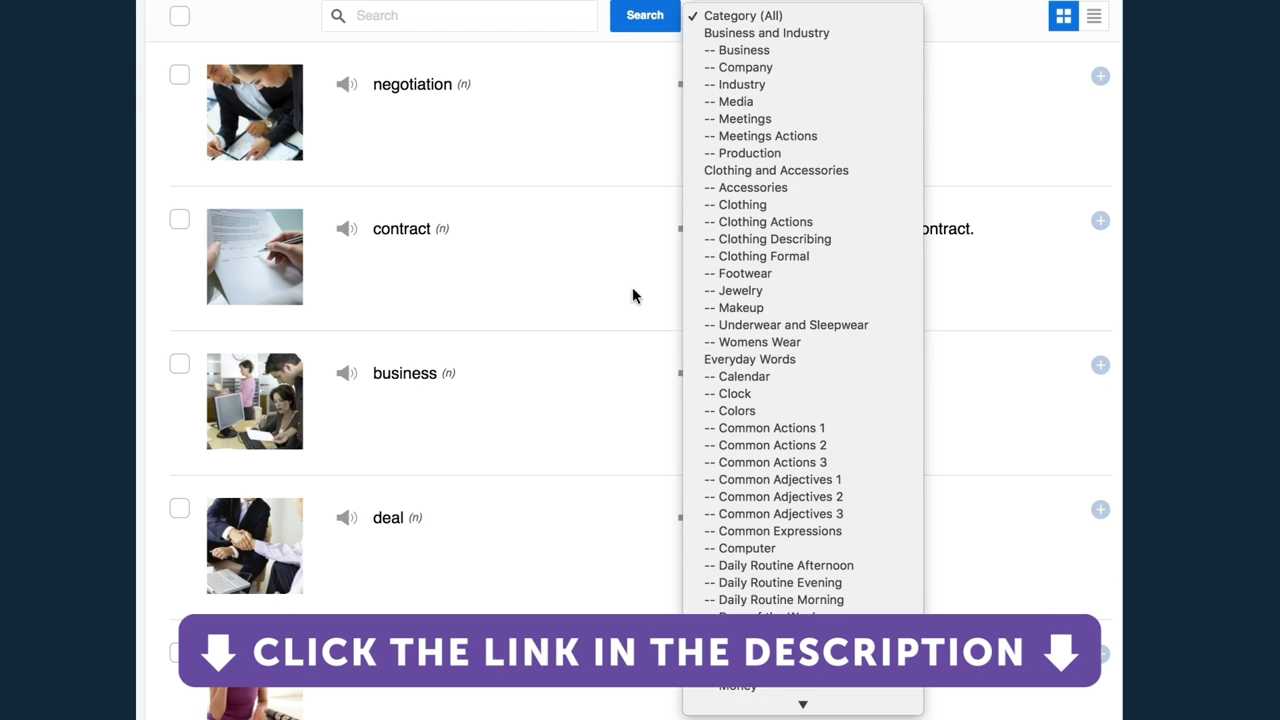 Search
Search
✓ Category (All)
Business and Industry
-- Business
-- Company
-- Industry
-- Media
-- Meetings
-- Meetings Actions
-- Production
Clothing and Accessories
-- Accessories
-- Clothing
-- Clothing Actions
-- Clothing Describing
-- Clothing Formal
-- Footwear
-- Jewelry
-- Makeup
-- Underwear and Sleepwear
-- Womens Wear
Everyday Words
-- Calendar
-- Clock
-- Colors
-- Common Actions 1
-- Common Actions 2
-- Common Actions 3
-- Common Adjectives 1
-- Common Adjectives 2
-- Common Adjectives 3
-- Common Expressions
-- Computer
-- Daily Routine Afternoon
-- Daily Routine Evening
-- Daily Routine Morning
negotiation (n)
contract (n)
ontract.
business (n)
deal (n)
CLICK THE LINK IN THE DESCRIPTION